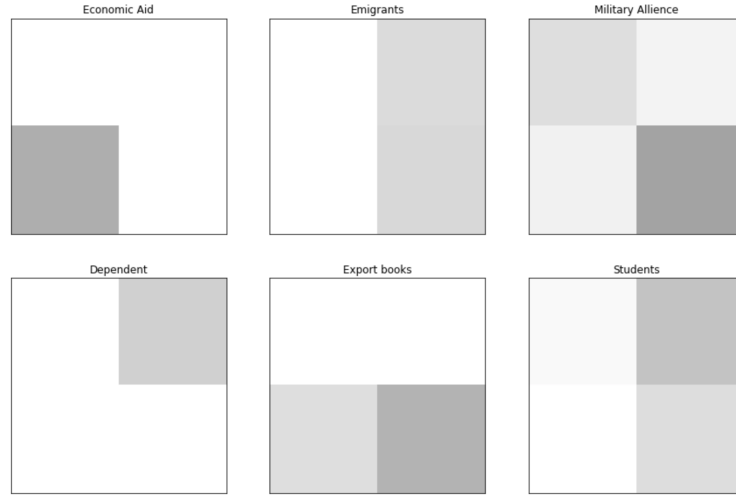 Economic Aid
Emigrants
Military Allience
Dependent
Export books
Students